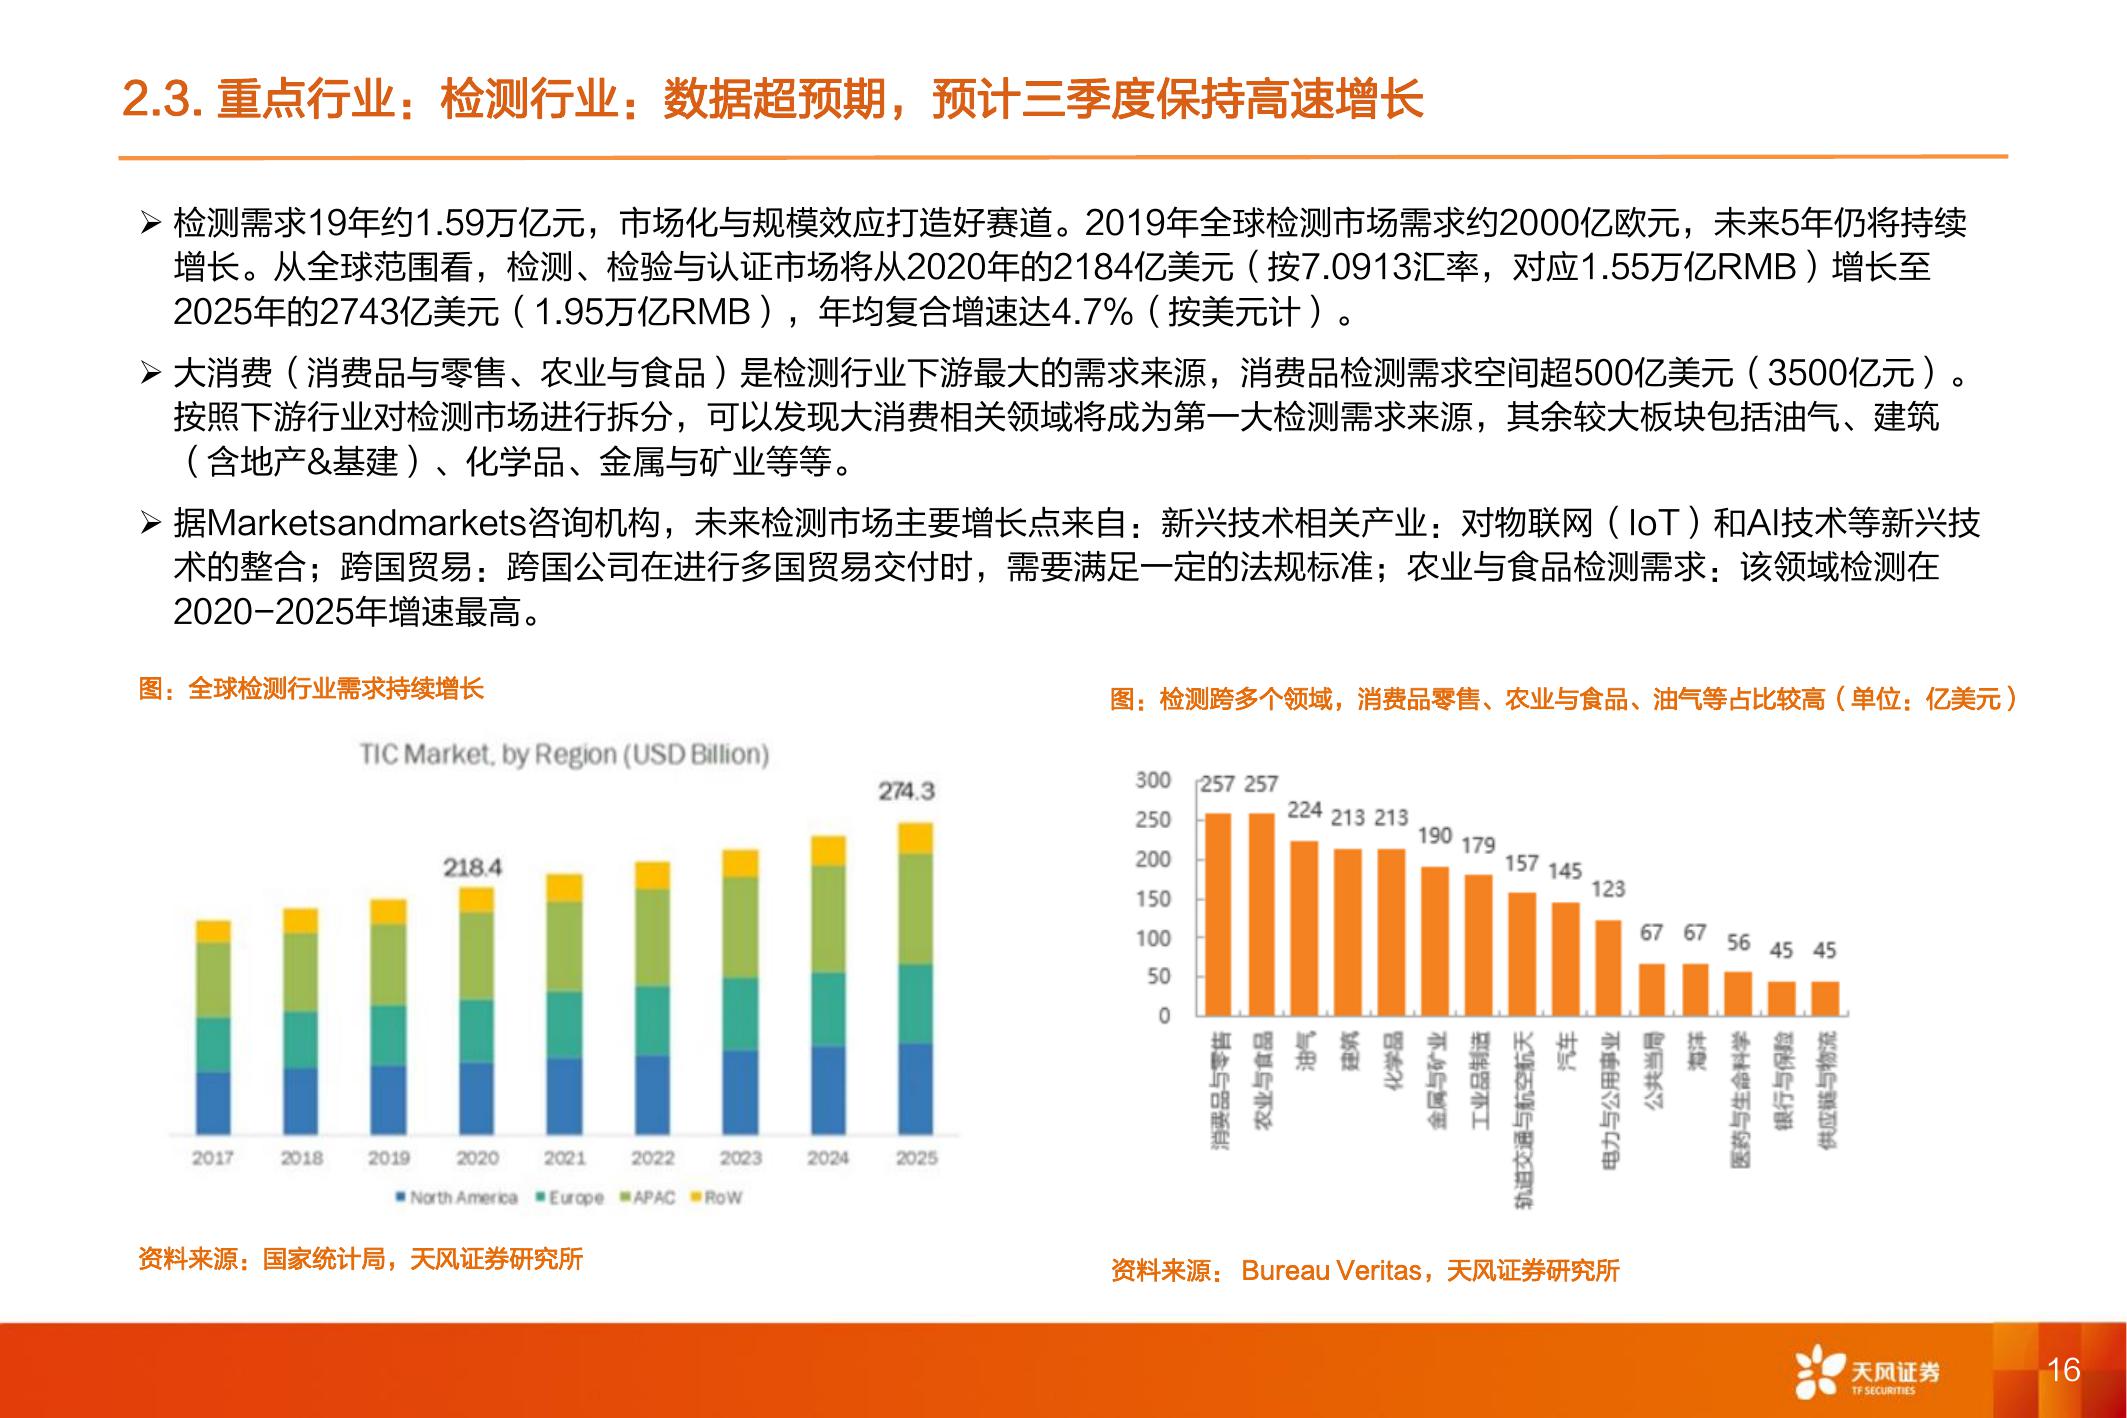 2.3. 重点行业：检测行业：数据超预期，预计三季度保持高速增长
➢ 检测需求19年约1.59万亿元，市场化与规模效应打造好赛道。2019年全球检测市场需求约2000亿欧元，未来5年仍将持续
增长。从全球范围看，检测、检验与认证市场将从2020年的2184亿美元（按7.0913汇率，对应1.55万亿RMB）增长至
2025年的2743亿美元（1.95万亿RMB），年均复合增速达4.7%（按美元计）。
➢ 大消费（消费品与零售、农业与食品）是检测行业下游最大的需求来源，消费品检测需求空间超500亿美元（3500亿元）。
按照下游行业对检测市场进行拆分，可以发现大消费相关领域将成为第一大检测需求来源，其余较大板块包括油气、建筑
（含地产&基建）、化学品、金属与矿业等等。
➢ 据Marketsandmarkets咨询机构，未来检测市场主要增长点来自：新兴技术相关产业：对物联网（IoT）和AI技术等新兴技
术的整合；跨国贸易：跨国公司在进行多国贸易交付时，需要满足一定的法规标准；农业与食品检测需求：该领域检测在
2020-2025年增速最高。
图：全球检测行业需求持续增长
TIC Market, by Region (USD Billion)
274.3
218.4
2017 2018 2019 2020 2021 2022 2023 2024 2025
North America Europe APAC RoW
资料来源：国家统计局，天风证券研究所
图：检测跨多个领域，消费品零售、农业与食品、油气等占比较高（单位：亿美元）
300
250
200
150
100
50
0
257 257 224 213 213 190 179 157 145 123 67 67 56 45 45
消费品与零售
农业与食品
油气
建筑
化学品
金属与矿业
工业品制造
轨道交通与航空航天
汽车
电力与公用事业
公共当局
海洋
医药与生命科学
银行与保险
供应链与物流
资料来源： Bureau Veritas，天风证券研究所
天风证券
TF SECURITIES
16